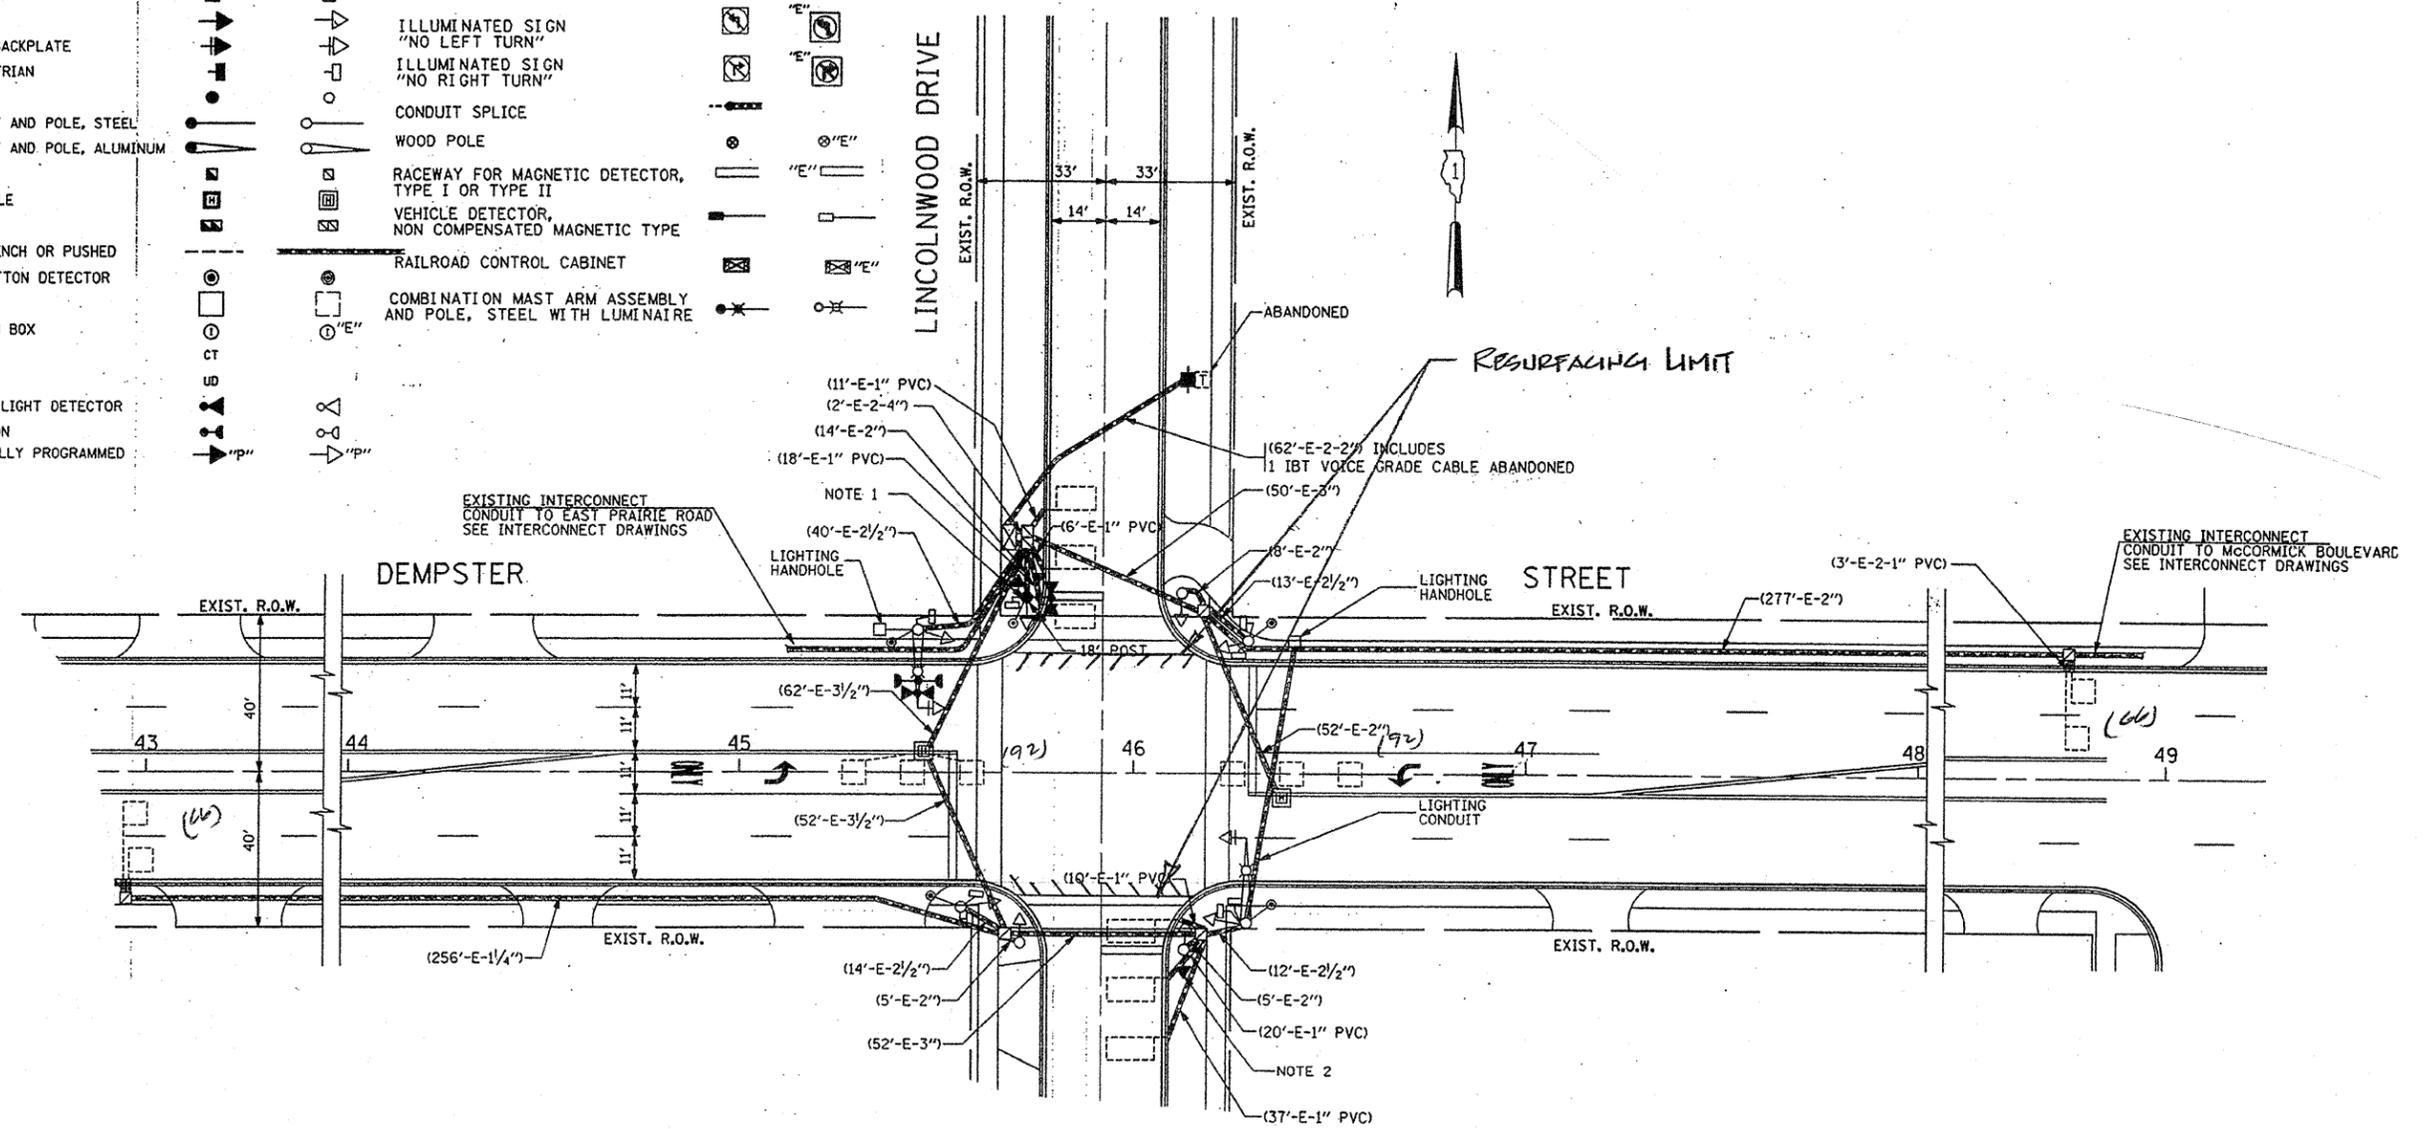 ACKPLATE
TRIAN
AND POLE, STEEL
AND POLE, ALUMINUM
LE
ENCH OR PUSHED
TTON DETECTOR
BOX
CT
UD
LIGHT DETECTOR
ON
LLY PROGRAMMED
"P"
"P"
"E"
ILLUMINATED SIGN
"NO LEFT TURN"
"E"
ILLUMINATED SIGN
"NO RIGHT TURN"
"E"
CONDUIT SPLICE
WOOD POLE
"E"
RACEWAY FOR MAGNETIC DETECTOR,
TYPE I OR TYPE II
"E"
VEHICLE DETECTOR,
NON COMPENSATED MAGNETIC TYPE
RAILROAD CONTROL CABINET
"E"
COMBINATION MAST ARM ASSEMBLY
AND POLE, STEEL WITH LUMINAIRE
LINCOLNWOOD DRIVE
EXIST. R.O.W.
EXIST. R.O.W.
33'
33'
14'
14'
1
ABANDONED
T
RESURFACING LIMIT
(11'-E-1" PVC)
(2'-E-2-4")
(14'-E-2")
(18'-E-1" PVC)
NOTE 1
(40'-E-2½")
(62'-E-2-2") INCLUDES
1 IBT VOICE GRADE CABLE ABANDONED
(50'-E-3")
(6'-E-1" PVC)
(8'-E-2")
(13'-E-2½")
EXISTING INTERCONNECT
CONDUIT TO EAST PRAIRIE ROAD
SEE INTERCONNECT DRAWINGS
LIGHTING
HANDHOLE
LIGHTING
HANDHOLE
EXISTING INTERCONNECT
CONDUIT TO McCORMICK BOULEVARD
SEE INTERCONNECT DRAWINGS
(3'-E-2-1" PVC)
(277'-E-2")
DEMPSTER
STREET
EXIST. R.O.W.
EXIST. R.O.W.
18' POST
(62'-E-3½")
40'
11'
11'
11'
11'
11'
40'
43
44
45
46
47
48
49
(92)
(92)
(66)
(66)
(52'-E-2")
(52'-E-3½")
LIGHTING
CONDUIT
(10'-E-1" PVC)
EXIST. R.O.W.
EXIST. R.O.W.
(256'-E-1¼")
(14'-E-2½")
(5'-E-2")
(52'-E-3")
(12'-E-2½")
(5'-E-2")
(20'-E-1" PVC)
NOTE 2
(37'-E-1" PVC)